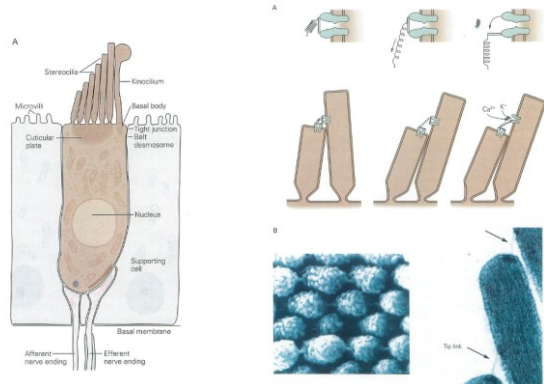 A
Stereocilia
Kinocilium
Microvilli
Basal body
Cuticular
plate
Tight junction
Belt
desmosome
Nucleus
Supporting
cell
Basal membrane
Afferent
nerve ending
Efferent
nerve ending
A
Ca²⁺
K⁺
B
Tip link